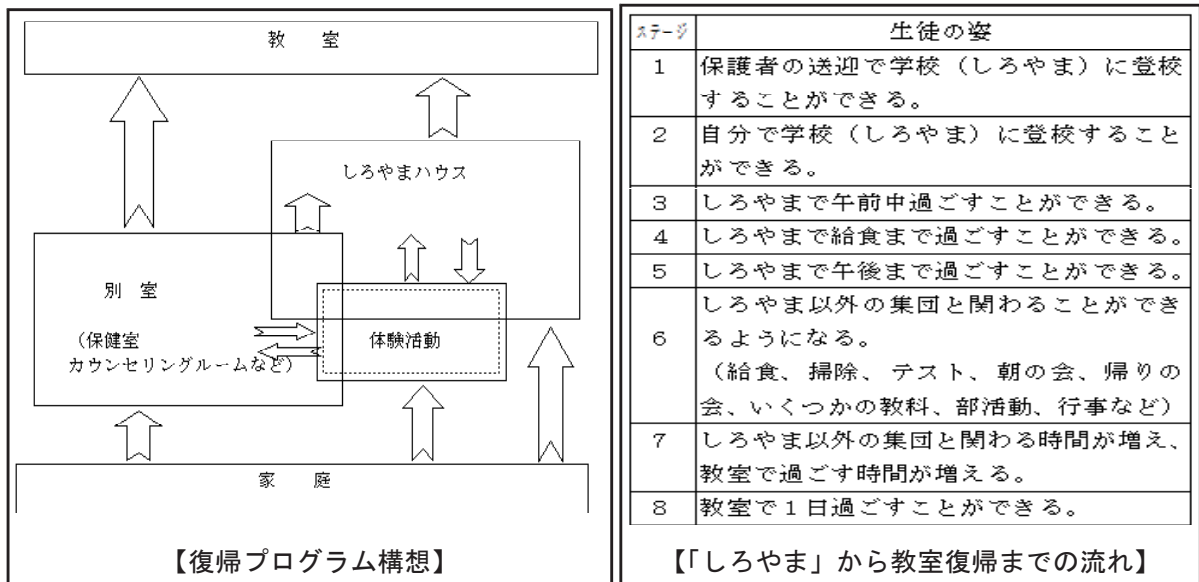 教 室
しろやまハウス
別 室
（保健室
カウンセリングルームなど）
体験活動
家 庭
【復帰プログラム構想】
ステージ 生徒の姿
1 保護者の送迎で学校（しろやま）に登校
することができる。
2 自分で学校（しろやま）に登校すること
ができる。
3 しろやまで午前中過ごすことができる。
4 しろやまで給食まで過ごすことができる。
5 しろやまで午後まで過ごすことができる。
6 しろやま以外の集団と関わることができ
るようになる。
（給食、掃除、テスト、朝の会、帰りの
会、いくつかの教科、部活動、行事など）
7 しろやま以外の集団と関わる時間が増え、
教室で過ごす時間が増える。
8 教室で１日過ごすことができる。
【「しろやま」から教室復帰までの流れ】